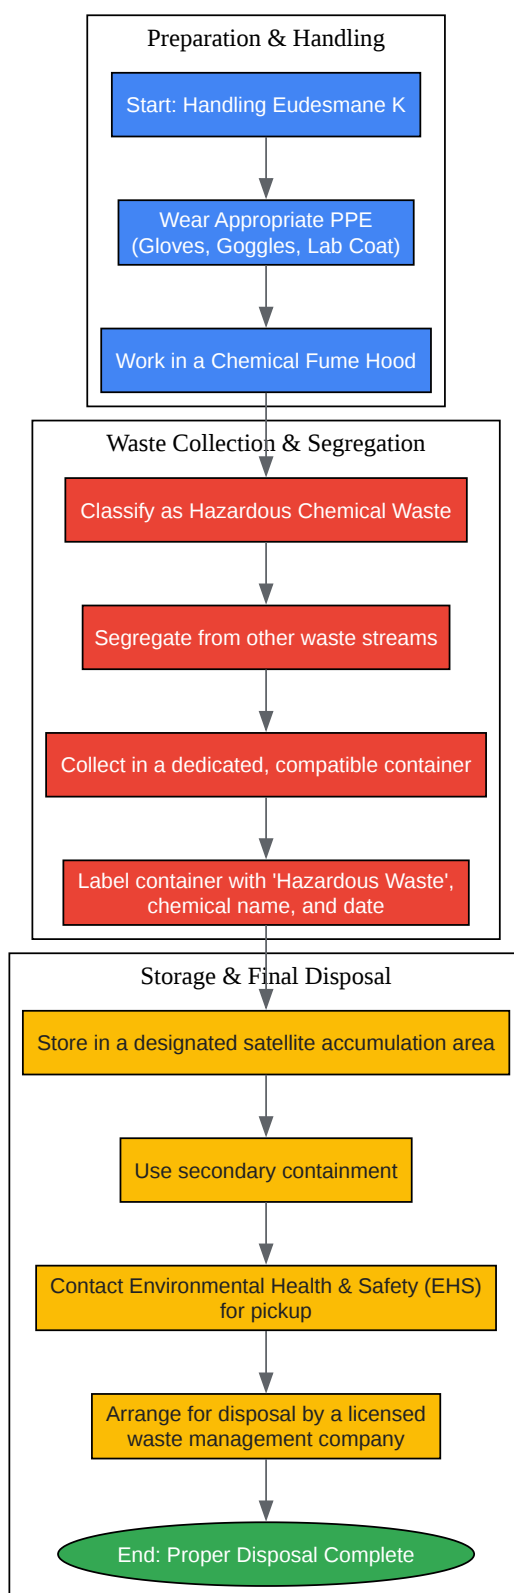 Preparation & Handling
Start: Handling Eudesmane K
Wear Appropriate PPE
(Gloves, Goggles, Lab Coat)
Work in a Chemical Fume Hood
Waste Collection & Segregation
Classify as Hazardous Chemical Waste
Segregate from other waste streams
Collect in a dedicated, compatible container
Label container with 'Hazardous Waste',
chemical name, and date
Storage & Final Disposal
Store in a designated satellite accumulation area
Use secondary containment
Contact Environmental Health & Safety (EHS)
for pickup
Arrange for disposal by a licensed
waste management company
End: Proper Disposal Complete